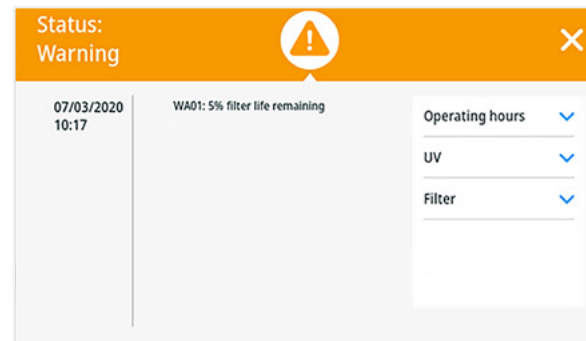 Status:
Warning
07/03/2020
10:17
WA01: 5% filter life remaining
Operating hours
UV
Filter